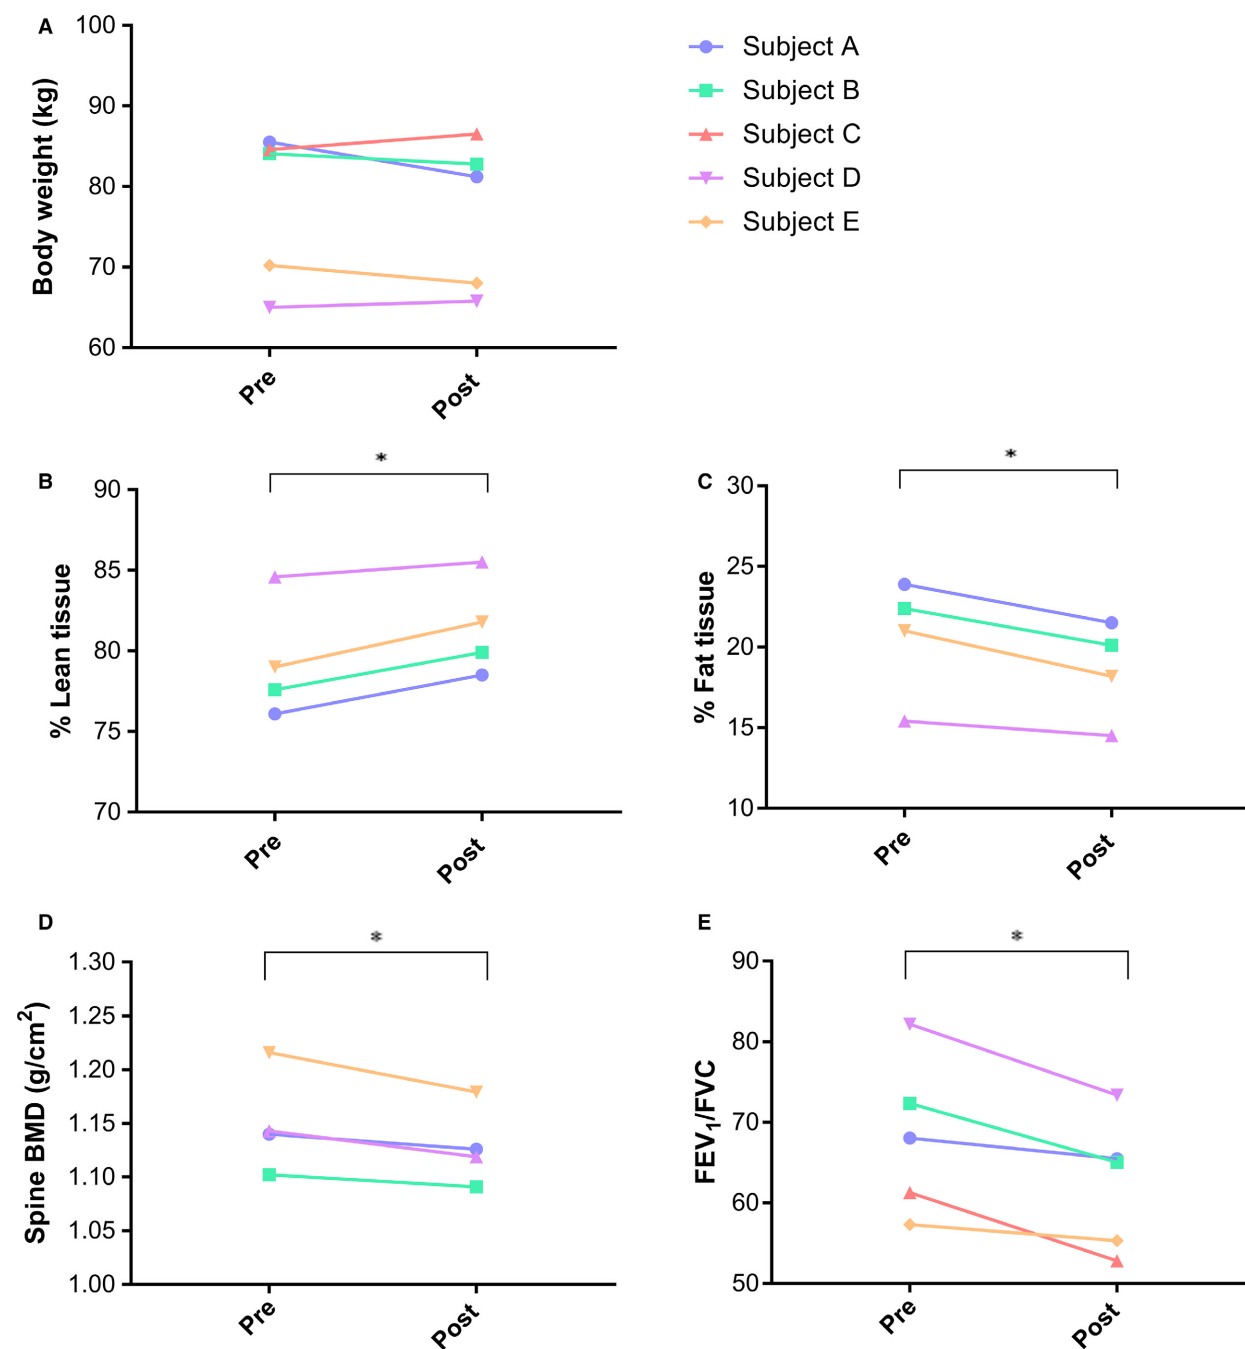 A
100
90
80
70
60
Body weight (kg)
Pre
Post
Subject A
Subject B
Subject C
Subject D
Subject E
B
90
85
80
75
70
% Lean tissue
*
Pre
Post
C
30
25
20
15
10
% Fat tissue
*
Pre
Post
D
1.30
1.25
1.20
1.15
1.10
1.05
1.00
Spine BMD (g/cm²)
*
Pre
Post
E
90
80
70
60
50
FEV₁/FVC
*
Pre
Post